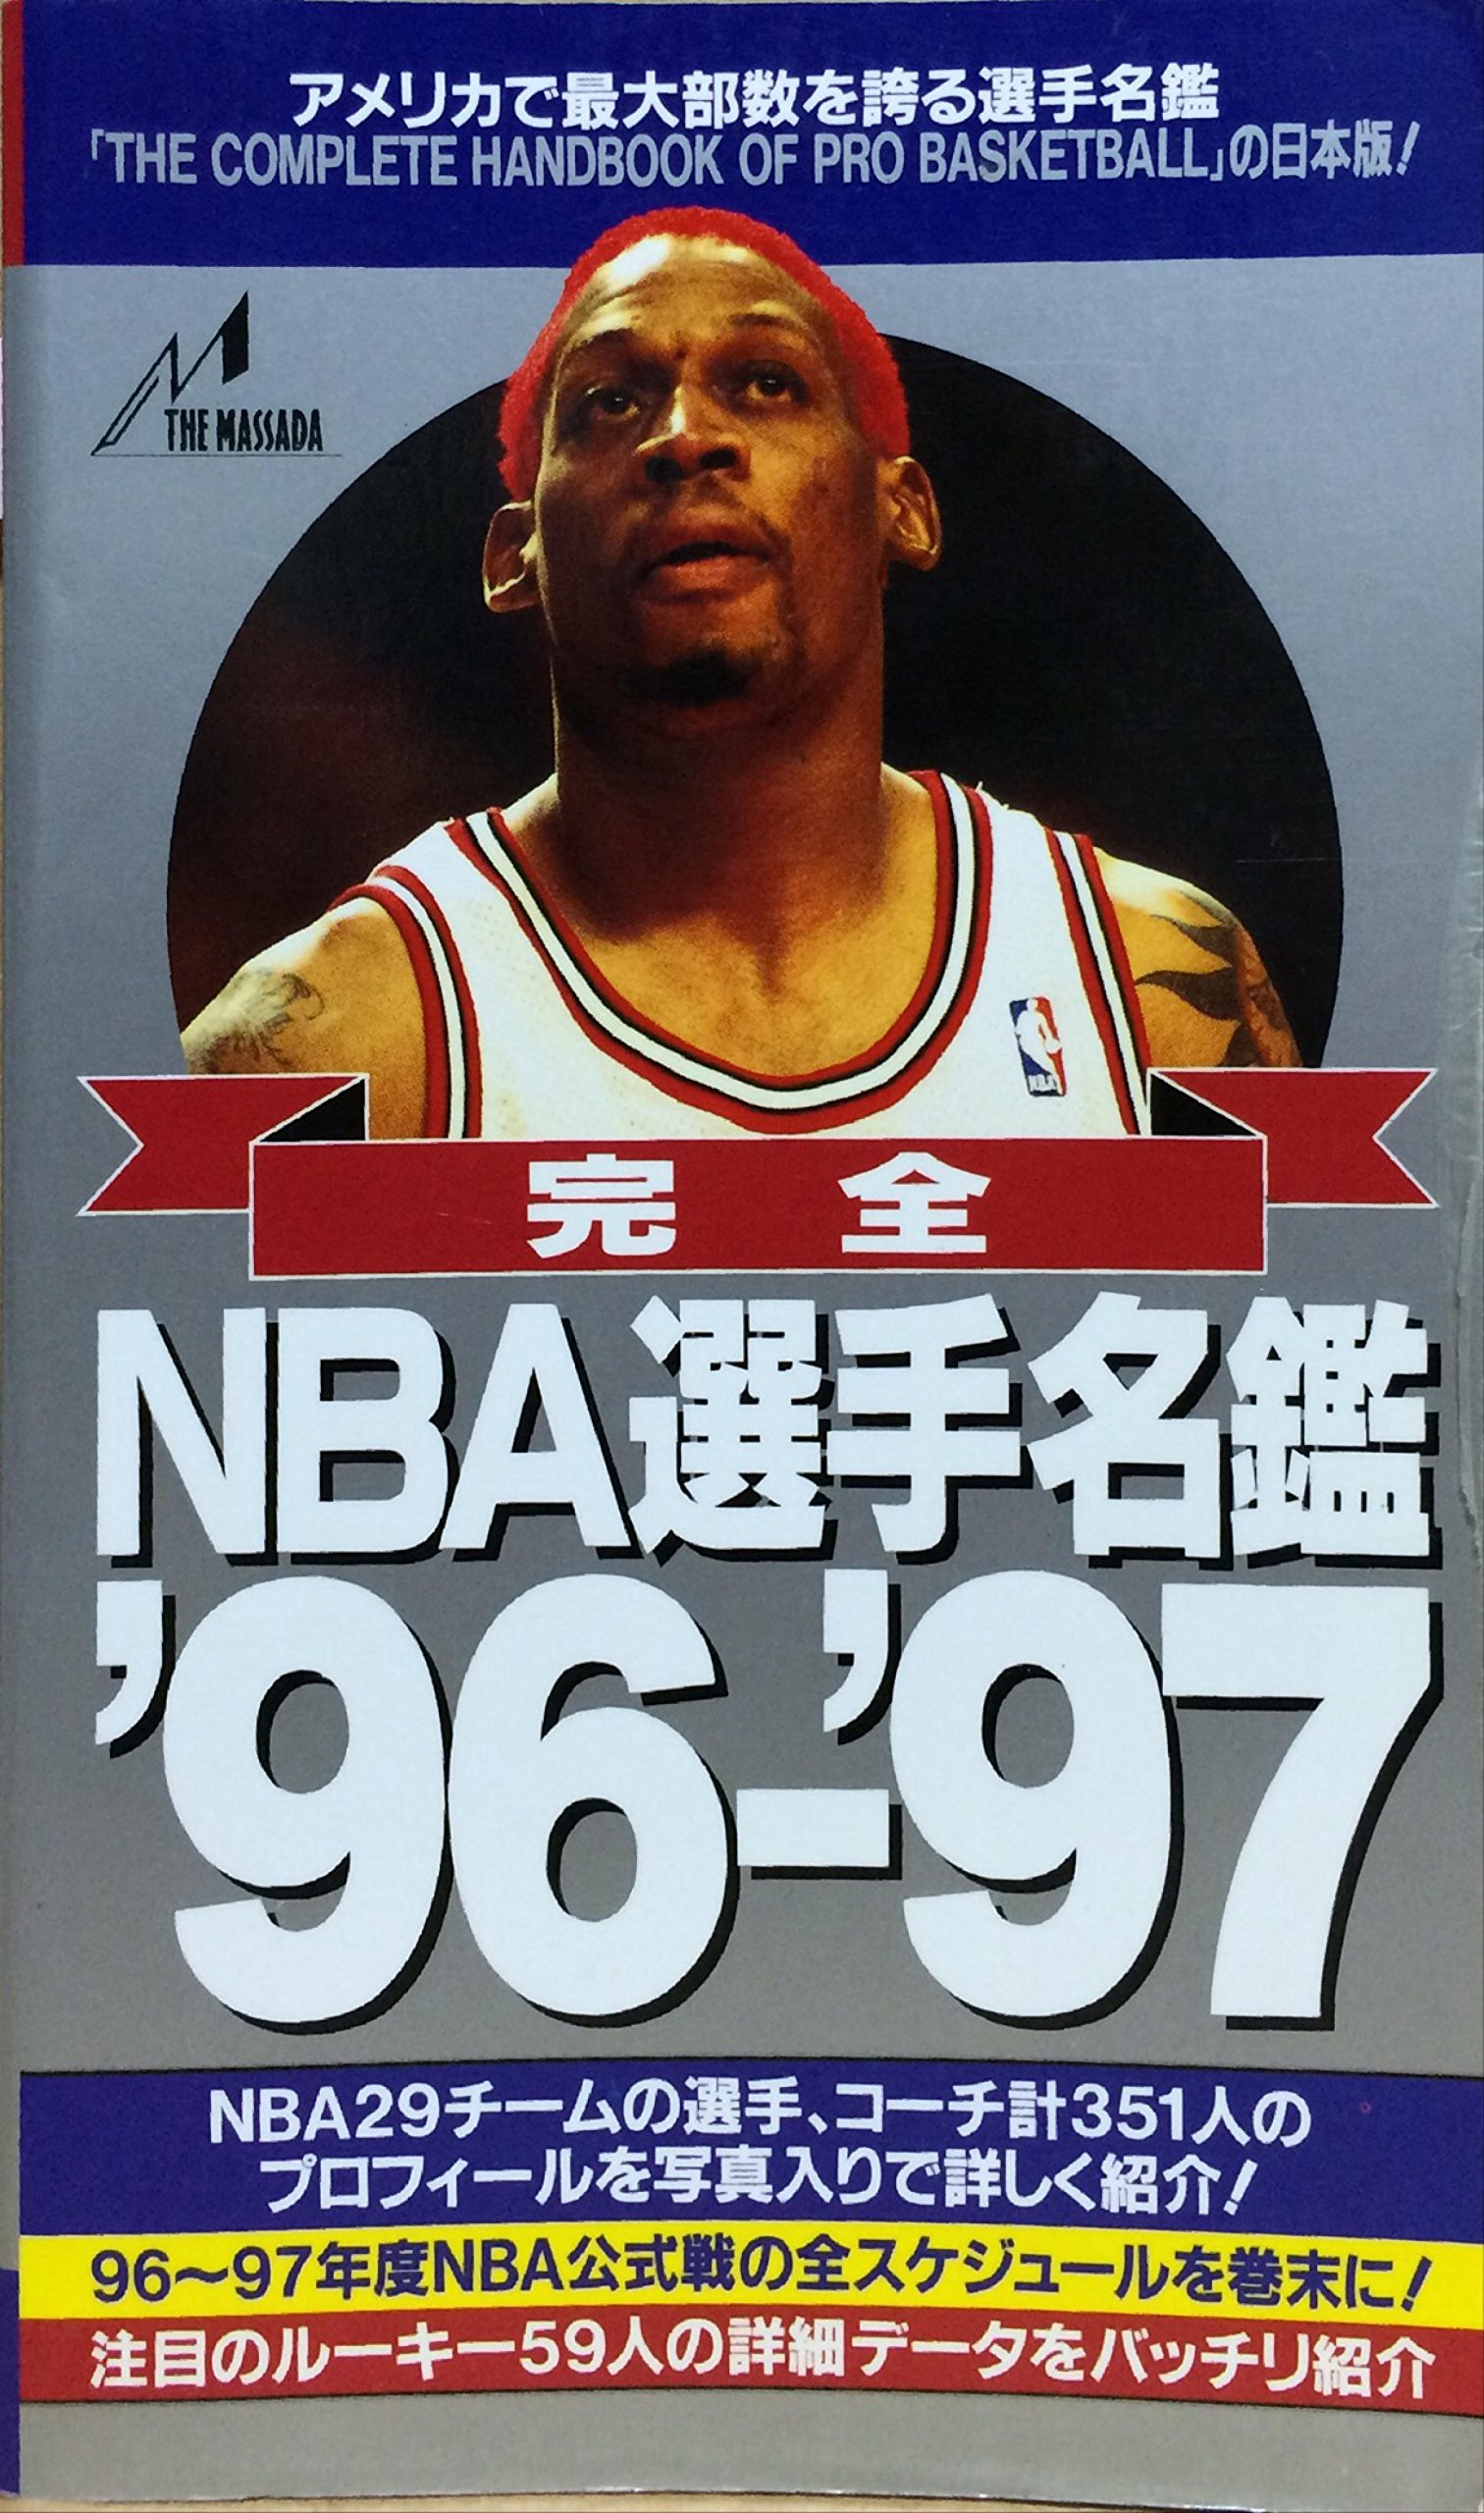 アメリカで最大部数を誇る選手名鑑
「THE COMPLETE HANDBOOK OF PRO BASKETBALL」の日本版!
THE MASSADA
NBA
完全
NBA選手名鑑
'96-'97
NBA29チームの選手、コーチ計351人の
プロフィールを写真入りで詳しく紹介!
96〜97年度NBA公式戦の全スケジュールを巻末に!
注目のルーキー59人の詳細データをバッチリ紹介